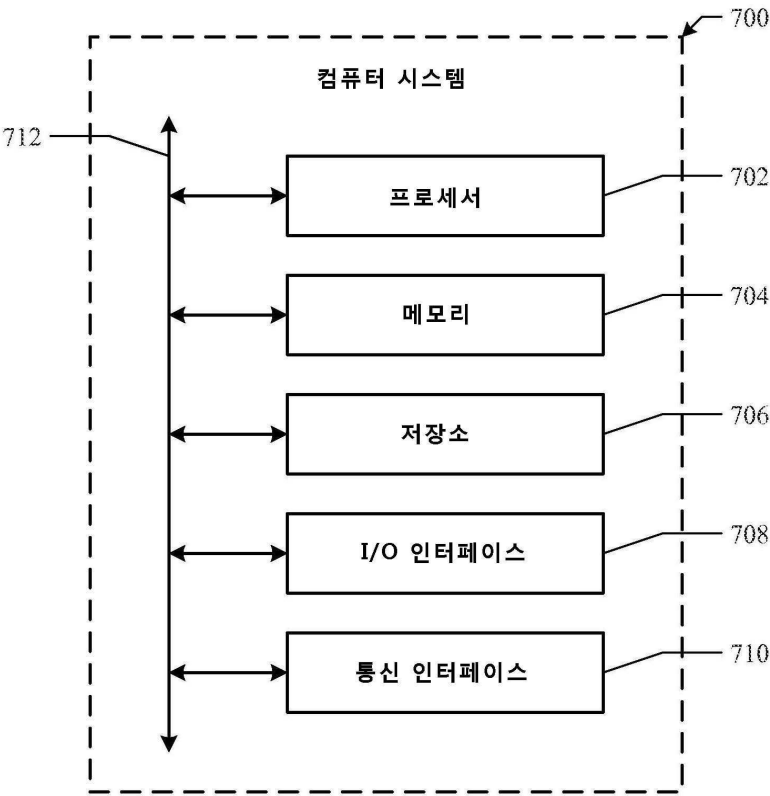 700
컴퓨터 시스템
712
702
프로세서
704
메모리
706
저장소
708
I/O 인터페이스
710
통신 인터페이스